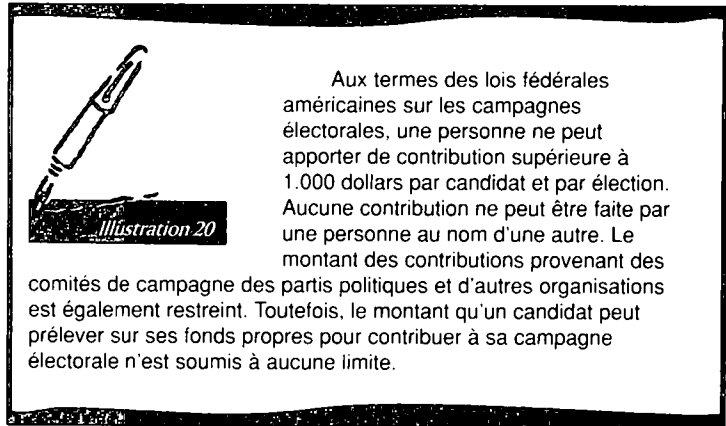 Aux termes des lois fédérales
américaines sur les campagnes
électorales, une personne ne peut
apporter de contribution supérieure à
1.000 dollars par candidat et par élection.
Aucune contribution ne peut être faite par
une personne au nom d'une autre. Le
montant des contributions provenant des
comités de campagne des partis politiques et d'autres organisations
est également restreint. Toutefois, le montant qu'un candidat peut
prélever sur ses fonds propres pour contribuer à sa campagne
électorale n'est soumis à aucune limite.
Illustration 20